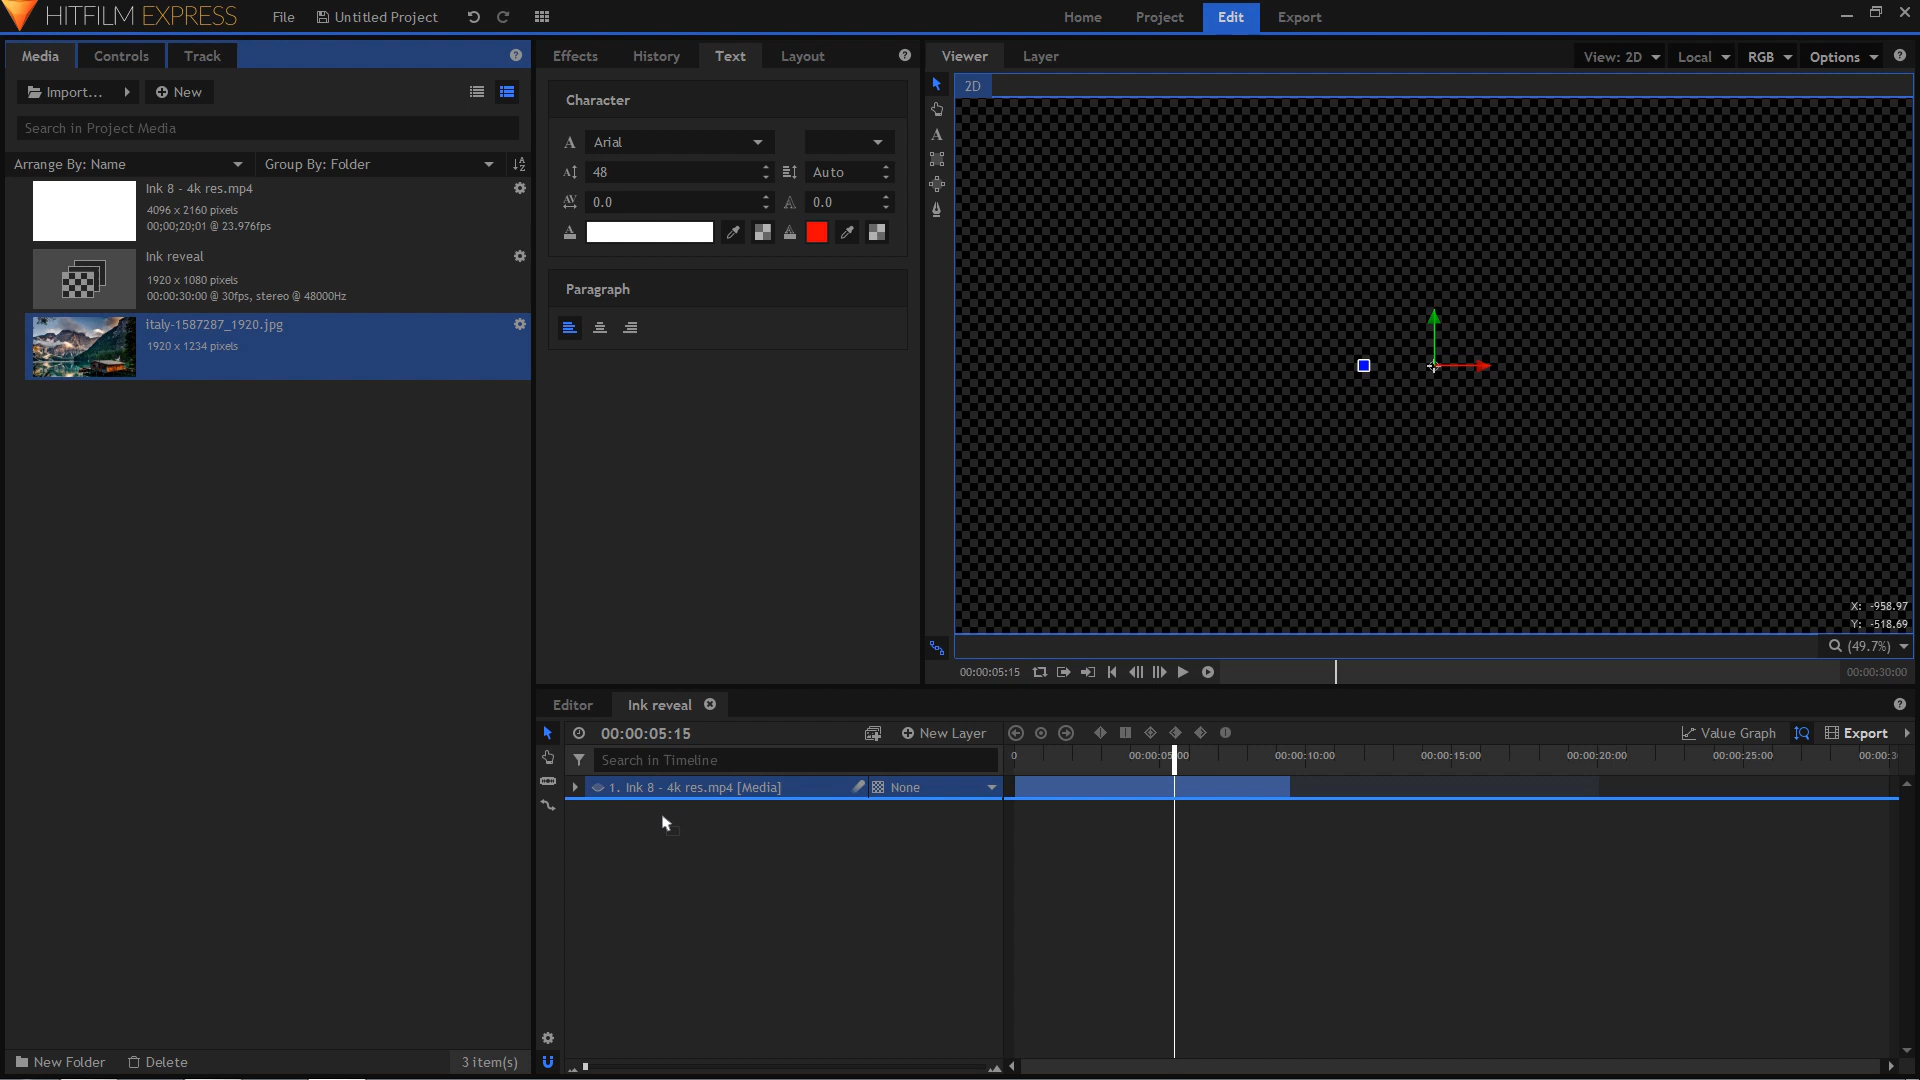 HITFILM EXPRESS
File
Untitled Project
Home
Project
Edit
Export
Media
Controls
Track
Import...
New
Search in Project Media
Arrange By: Name
Group By: Folder
Ink 8 - 4k res.mp4
4096 x 2160 pixels
00;00;20;01 @ 23.976fps
Ink reveal
1920 x 1080 pixels
00:00:30:00 @ 30fps, stereo @ 48000Hz
italy-1587287_1920.jpg
1920 x 1234 pixels
New Folder
Delete
3 item(s)
Effects
History
Text
Layout
Character
Arial
48
Auto
0.0
0.0
Paragraph
Viewer
Layer
View: 2D
Local
RGB
Options
2D
X: -958.97
Y: -518.69
(49.7%)
00:00:05:15
00:00:30:00
Editor
Ink reveal
00:00:05:15
New Layer
Value Graph
Export
Search in Timeline
0
00:00:05:00
00:00:10:00
00:00:15:00
00:00:20:00
00:00:25:00
00:00:3
1. Ink 8 - 4k res.mp4 [Media]
None